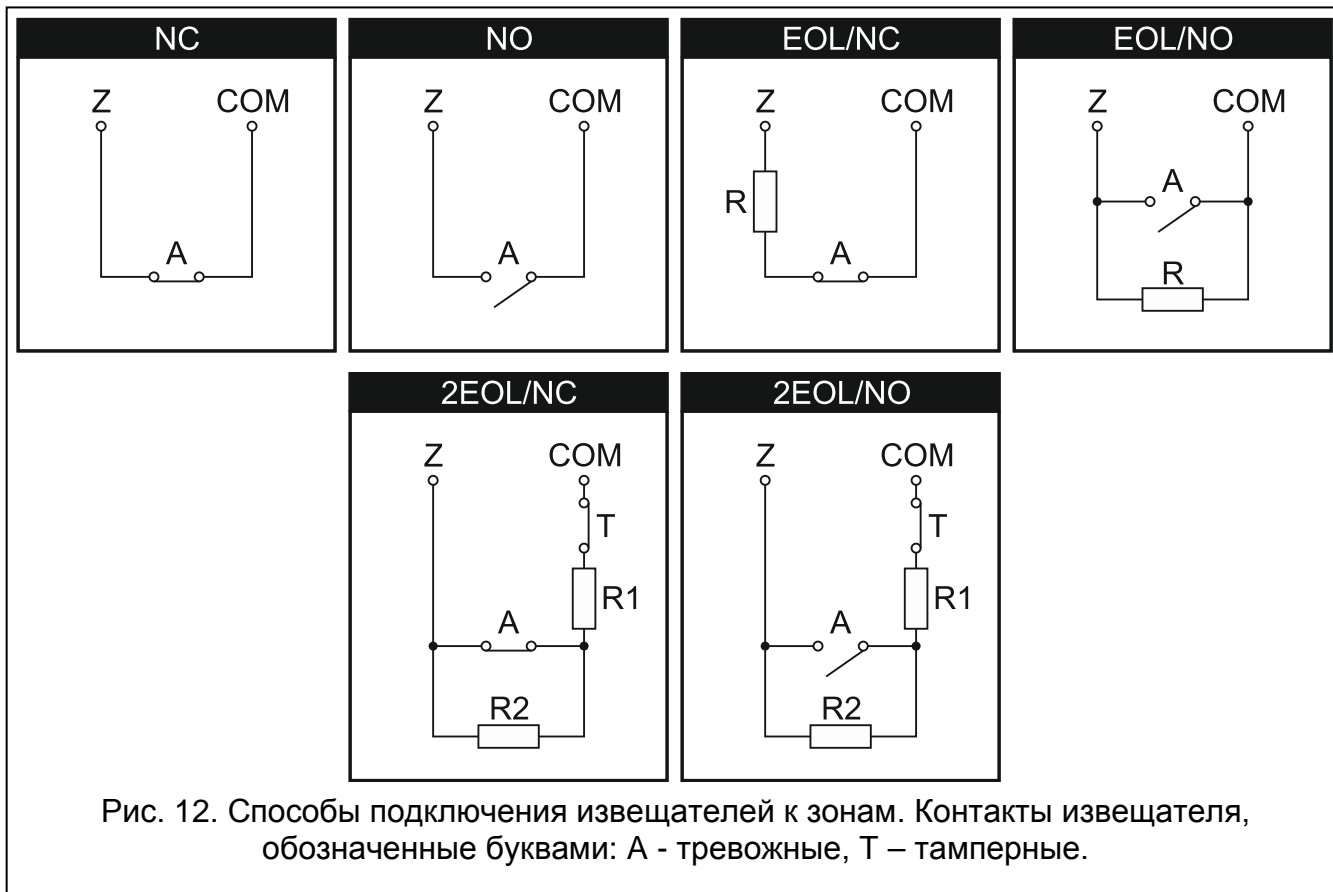 NC
Z COM
A
NO
Z COM
A
EOL/NC
Z COM
R
A
EOL/NO
Z COM
A
R
2EOL/NC
Z COM
T
R1
A
R2
2EOL/NO
Z COM
T
R1
A
R2
Рис. 12. Способы подключения извещателей к зонам. Контакты извещателя,
обозначенные буквами: А - тревожные, Т – тамперные.